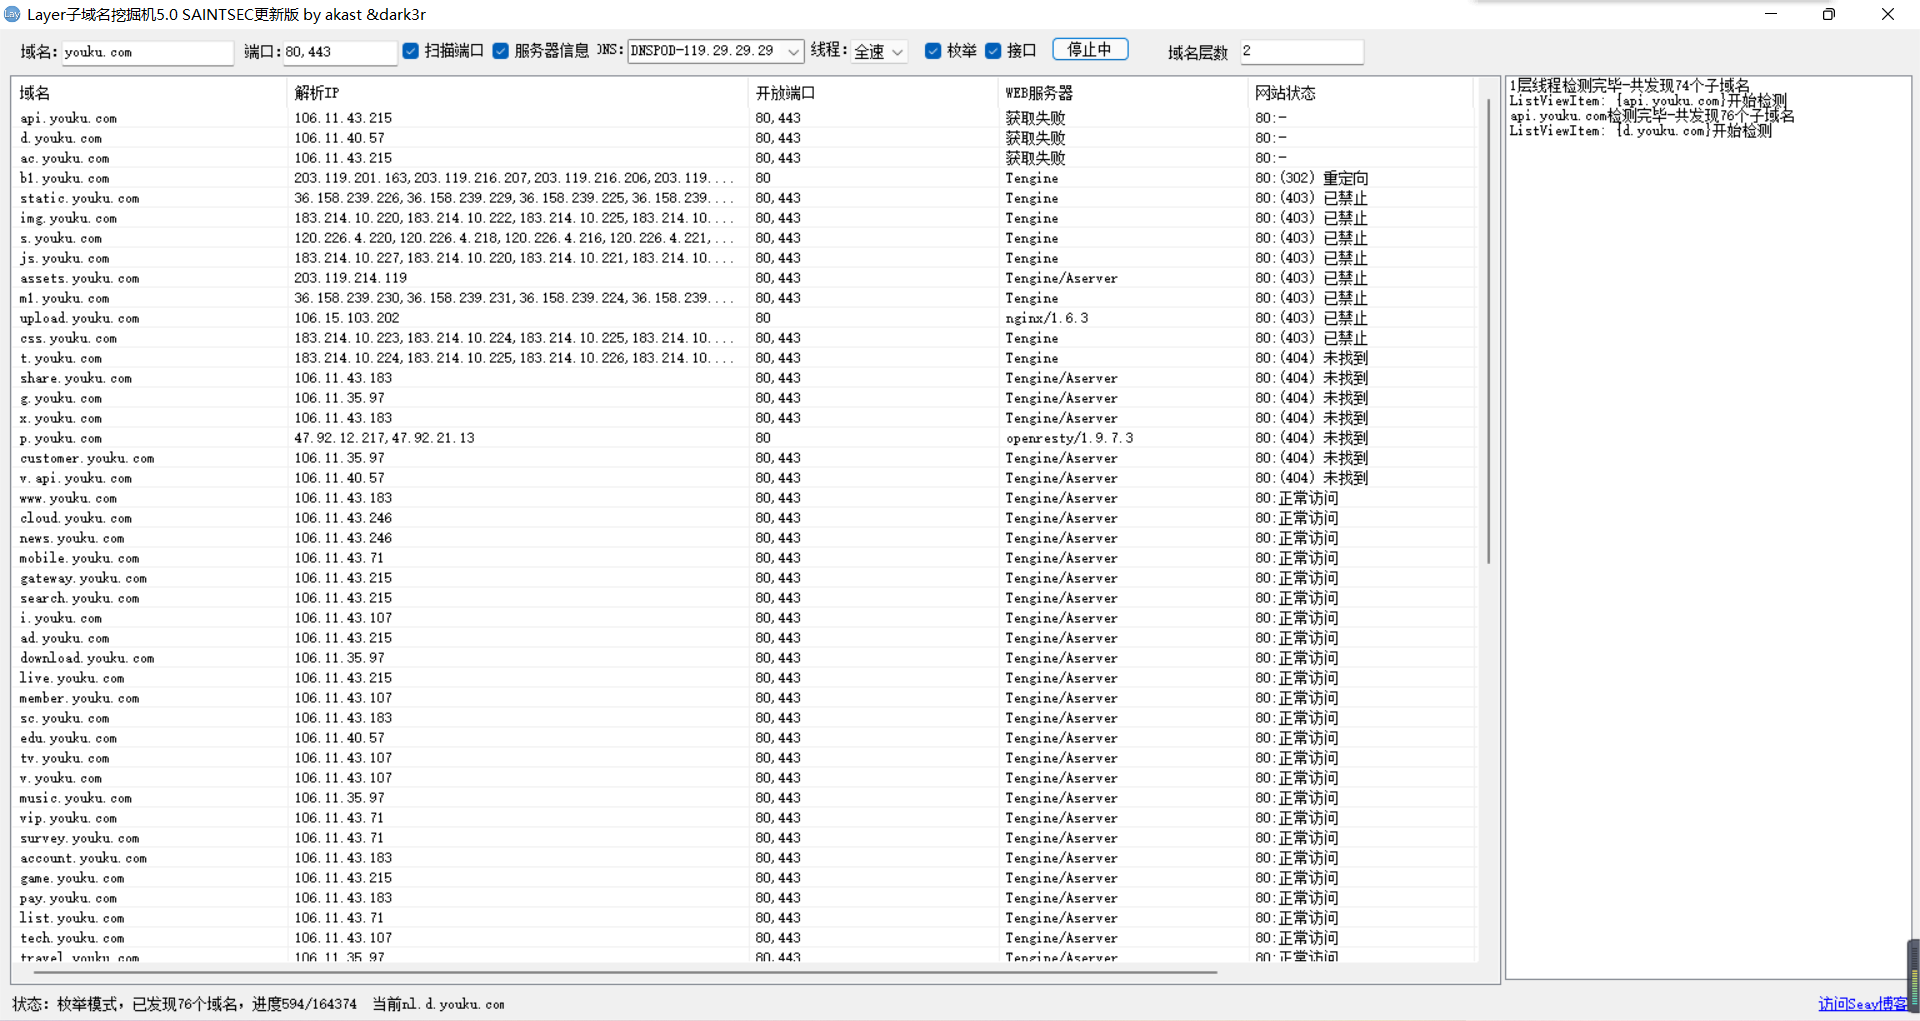 Layer子域名挖掘机5.0 SAINTSEC更新版 by akast &dark3r
域名: youku.com 端口: 80,443 扫描端口 服务器信息 DNS: DNSPOD-119.29.29.29 线程: 全速 枚举 接口 停止中 域名层数 2
域名 解析IP 开放端口 WEB服务器 网站状态
api.youku.com 106.11.43.215 80,443 获取失败 80:-
d.youku.com 106.11.40.57 80,443 获取失败 80:-
ac.youku.com 106.11.43.215 80,443 获取失败 80:-
b1.youku.com 203.119.201.163,203.119.216.207,203.119.216.206,203.119.... 80 Tengine 80:(302) 重定向
static.youku.com 36.158.239.226,36.158.239.229,36.158.239.225,36.158.239.... 80,443 Tengine 80:(403) 已禁止
img.youku.com 183.214.10.220,183.214.10.222,183.214.10.225,183.214.10.... 80,443 Tengine 80:(403) 已禁止
s.youku.com 120.226.4.220,120.226.4.218,120.226.4.216,120.226.4.221,... 80,443 Tengine 80:(403) 已禁止
js.youku.com 183.214.10.227,183.214.10.220,183.214.10.221,183.214.10.... 80,443 Tengine 80:(403) 已禁止
assets.youku.com 203.119.214.119 80,443 Tengine/Aserver 80:(403) 已禁止
m1.youku.com 36.158.239.230,36.158.239.231,36.158.239.224,36.158.239.... 80,443 Tengine 80:(403) 已禁止
upload.youku.com 106.15.103.202 80 nginx/1.6.3 80:(403) 已禁止
css.youku.com 183.214.10.223,183.214.10.224,183.214.10.225,183.214.10.... 80,443 Tengine 80:(403) 已禁止
t.youku.com 183.214.10.224,183.214.10.225,183.214.10.226,183.214.10.... 80,443 Tengine 80:(404) 未找到
share.youku.com 106.11.43.183 80,443 Tengine/Aserver 80:(404) 未找到
g.youku.com 106.11.35.97 80,443 Tengine/Aserver 80:(404) 未找到
x.youku.com 106.11.43.183 80,443 Tengine/Aserver 80:(404) 未找到
p.youku.com 47.92.12.217,47.92.21.13 80 openresty/1.9.7.3 80:(404) 未找到
customer.youku.com 106.11.35.97 80,443 Tengine/Aserver 80:(404) 未找到
v.api.youku.com 106.11.40.57 80,443 Tengine/Aserver 80:(404) 未找到
www.youku.com 106.11.43.183 80,443 Tengine/Aserver 80:正常访问
cloud.youku.com 106.11.43.246 80,443 Tengine/Aserver 80:正常访问
news.youku.com 106.11.43.246 80,443 Tengine/Aserver 80:正常访问
mobile.youku.com 106.11.43.71 80,443 Tengine/Aserver 80:正常访问
gateway.youku.com 106.11.43.215 80,443 Tengine/Aserver 80:正常访问
search.youku.com 106.11.43.215 80,443 Tengine/Aserver 80:正常访问
i.youku.com 106.11.43.107 80,443 Tengine/Aserver 80:正常访问
ad.youku.com 106.11.43.215 80,443 Tengine/Aserver 80:正常访问
download.youku.com 106.11.35.97 80,443 Tengine/Aserver 80:正常访问
live.youku.com 106.11.43.215 80,443 Tengine/Aserver 80:正常访问
member.youku.com 106.11.43.107 80,443 Tengine/Aserver 80:正常访问
sc.youku.com 106.11.43.183 80,443 Tengine/Aserver 80:正常访问
edu.youku.com 106.11.40.57 80,443 Tengine/Aserver 80:正常访问
tv.youku.com 106.11.43.107 80,443 Tengine/Aserver 80:正常访问
v.youku.com 106.11.43.107 80,443 Tengine/Aserver 80:正常访问
music.youku.com 106.11.35.97 80,443 Tengine/Aserver 80:正常访问
vip.youku.com 106.11.43.71 80,443 Tengine/Aserver 80:正常访问
survey.youku.com 106.11.43.71 80,443 Tengine/Aserver 80:正常访问
account.youku.com 106.11.43.183 80,443 Tengine/Aserver 80:正常访问
game.youku.com 106.11.43.215 80,443 Tengine/Aserver 80:正常访问
pay.youku.com 106.11.43.183 80,443 Tengine/Aserver 80:正常访问
list.youku.com 106.11.43.71 80,443 Tengine/Aserver 80:正常访问
tech.youku.com 106.11.43.107 80,443 Tengine/Aserver 80:正常访问
travel.youku.com 106.11.35.97 80,443 Tengine/Aserver 80:正常访问
1层线程检测完毕-共发现74个子域名
ListViewItem: {api.youku.com}开始检测
api.youku.com检测完毕-共发现76个子域名
ListViewItem: {d.youku.com}开始检测
状态: 枚举模式，已发现76个域名，进度594/164374 当前nl.d.youku.com
访问Seay博客